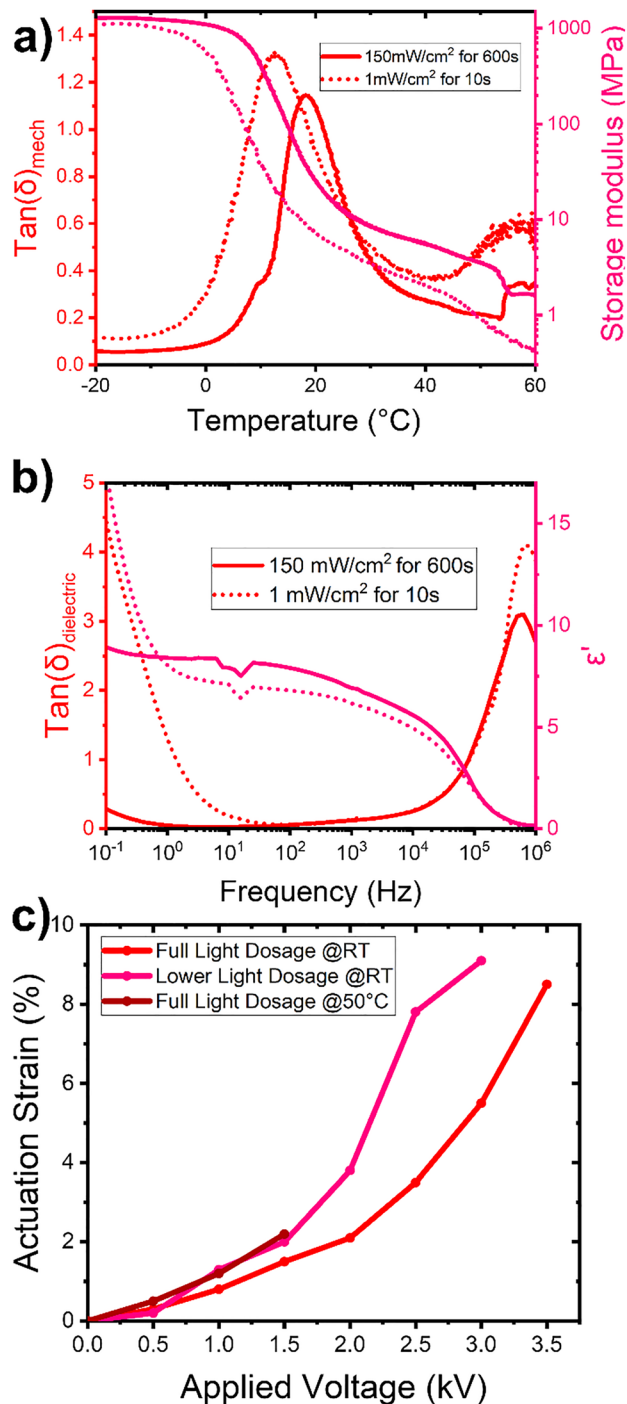 a)
1.4
1.2
1.0
0.8
0.6
0.4
0.2
0.0
Tan(δ)mech
150mW/cm² for 600s
1mW/cm² for 10s
1000
100
10
1
Storage modulus (MPa)
-20
0
20
40
60
Temperature (°C)
b)
5
4
3
2
1
0
Tan(δ)dielectric
150 mW/cm² for 600s
1 mW/cm² for 10s
15
10
5
0
ε'
10⁻¹
10⁰
10¹
10²
10³
10⁴
10⁵
10⁶
Frequency (Hz)
c)
10
8
6
4
2
0
Actuation Strain (%)
Full Light Dosage @RT
Lower Light Dosage @RT
Full Light Dosage @50°C
0.0
0.5
1.0
1.5
2.0
2.5
3.0
3.5
Applied Voltage (kV)